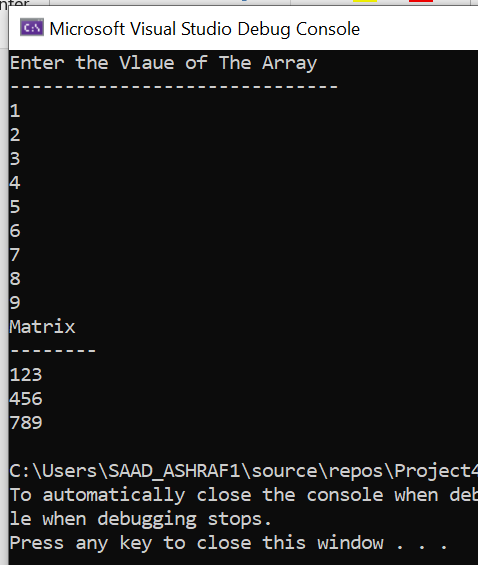 Microsoft Visual Studio Debug Console
Enter the Vlaue of The Array
------------------------------
1
2
3
4
5
6
7
8
9
Matrix
--------
123
456
789
C:\Users\SAAD_ASHRAF1\source\repos\Project4
To automatically close the console when deb
le when debugging stops.
Press any key to close this window . . .